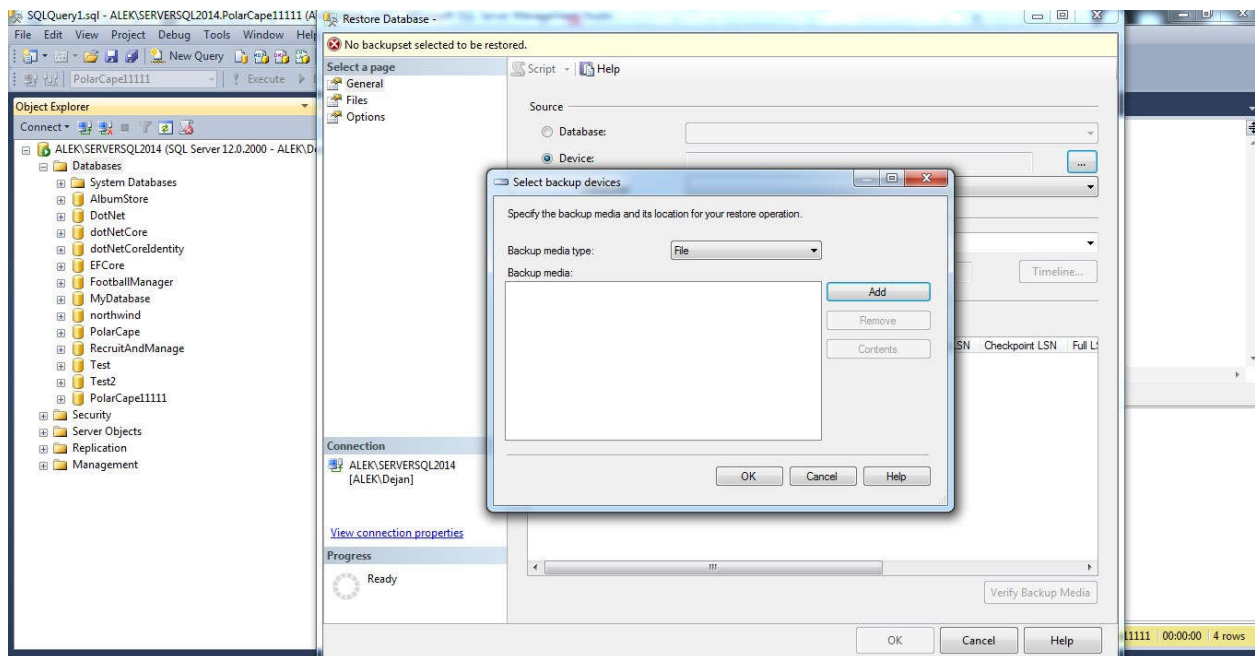 SQLQuery1.sql - ALEK\SERVERSQL2014.PolarCape11111 (A
File Edit View Project Debug Tools Window Help
New Query
PolarCape11111
Execute
Object Explorer
Connect
ALEK\SERVERSQL2014 (SQL Server 12.0.2000 - ALEK\De
Databases
System Databases
AlbumStore
DotNet
dotNetCore
dotNetCoreIdentity
EFCore
FootballManager
MyDatabase
northwind
PolarCape
RecruitAndManage
Test
Test2
PolarCape11111
Security
Server Objects
Replication
Management
Restore Database -
No backupset selected to be restored.
Select a page
General
Files
Options
Script
Help
Source
Database:
Device:
...
Timeline...
LSN Checkpoint LSN Full LS
Connection
ALEK\SERVERSQL2014
[ALEK\Dejan]
View connection properties
Progress
Ready
Verify Backup Media
OK Cancel Help
Select backup devices
Specify the backup media and its location for your restore operation.
Backup media type: File
Backup media:
Add
Remove
Contents
OK Cancel Help
11111 00:00:00 4 rows